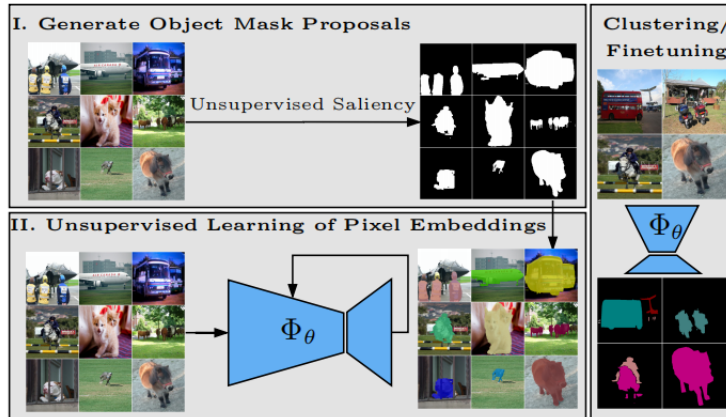 I. Generate Object Mask Proposals
Unsupervised Saliency
II. Unsupervised Learning of Pixel Embeddings
Φθ
Clustering/
Finetuning
Φθ